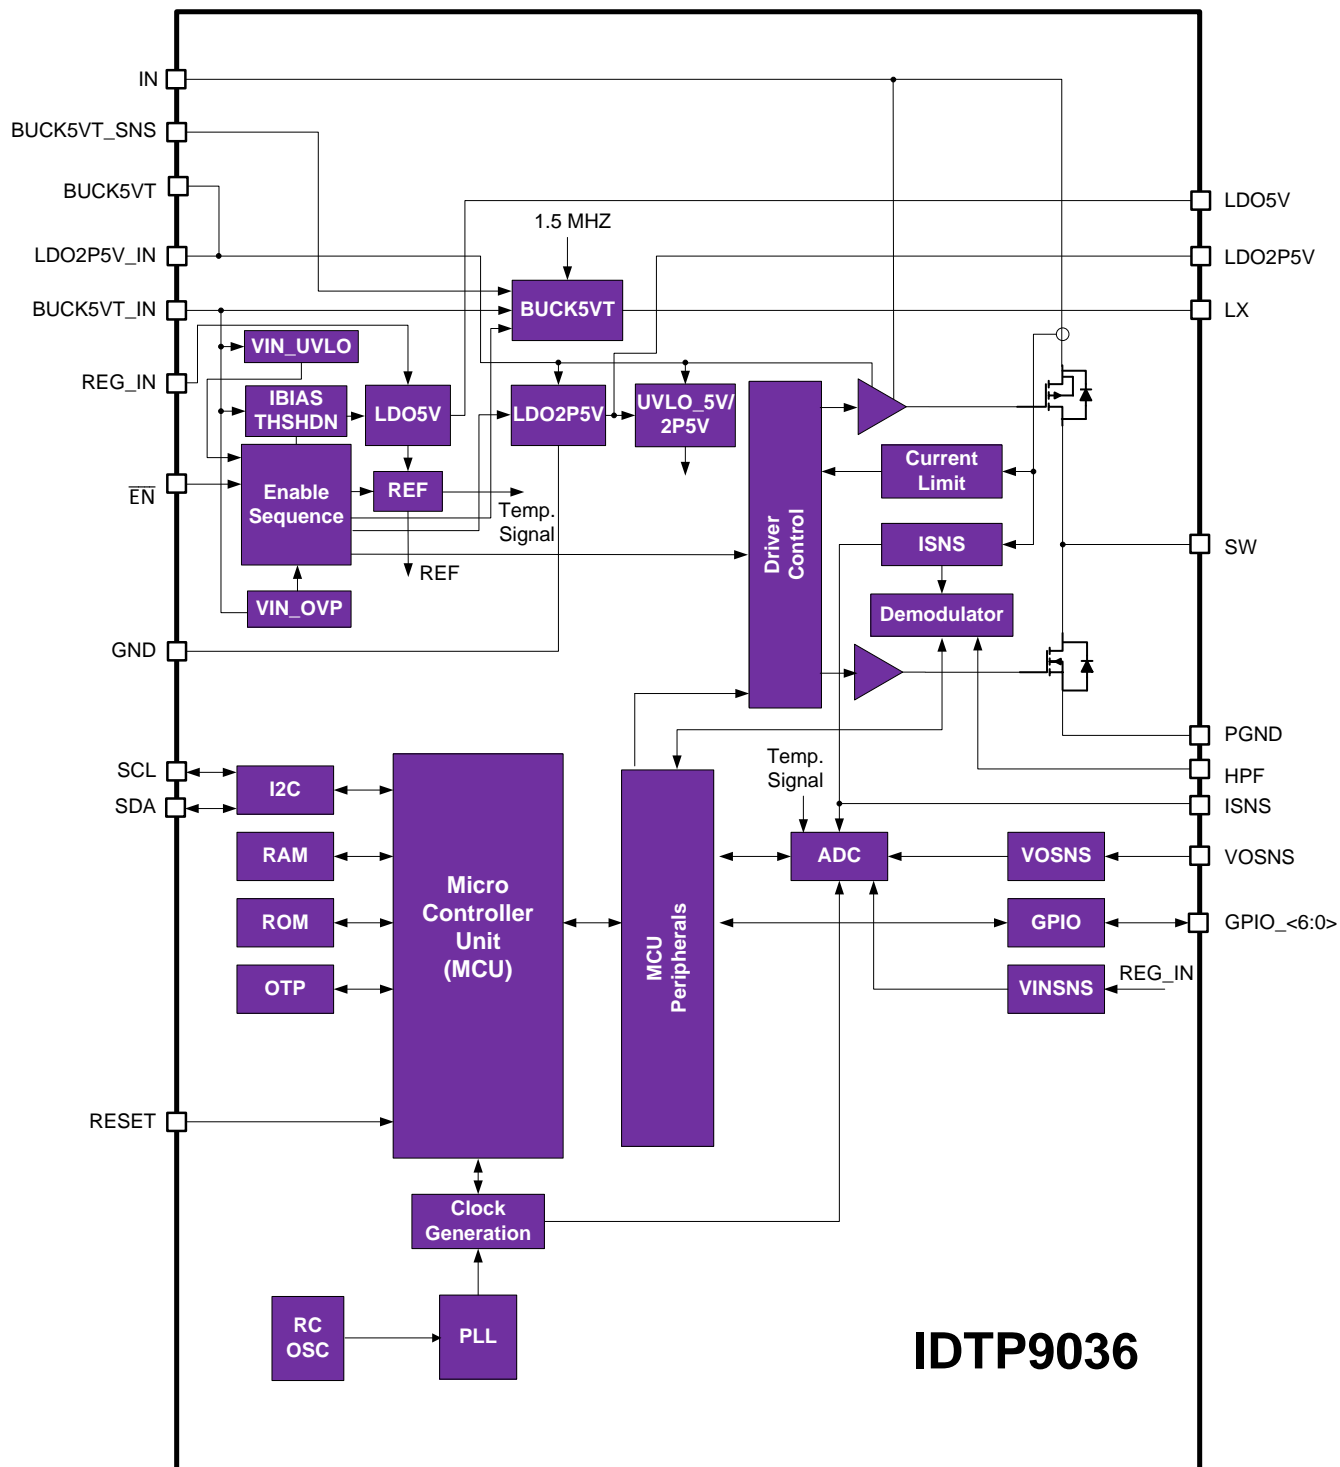 IN
BUCK5VT_SNS
BUCK5VT
LDO2P5V_IN
BUCK5VT_IN
REG_IN
EN
GND
SCL
SDA
RESET
1.5 MHZ
BUCK5VT
VIN_UVLO
IBIAS
THSHDN
LDO5V
LDO2P5V
UVLO_5V/
2P5V
Enable
Sequence
REF
Temp.
Signal
REF
VIN_OVP
Driver
Control
Current
Limit
ISNS
Demodulator
LDO5V
LDO2P5V
LX
SW
PGND
HPF
ISNS
VOSNS
GPIO_<6:0>
I2C
RAM
ROM
OTP
Micro
Controller
Unit
(MCU)
MCU
Peripherals
Temp.
Signal
ADC
VOSNS
GPIO
VINSNS
REG_IN
Clock
Generation
RC
OSC
PLL
IDTP9036